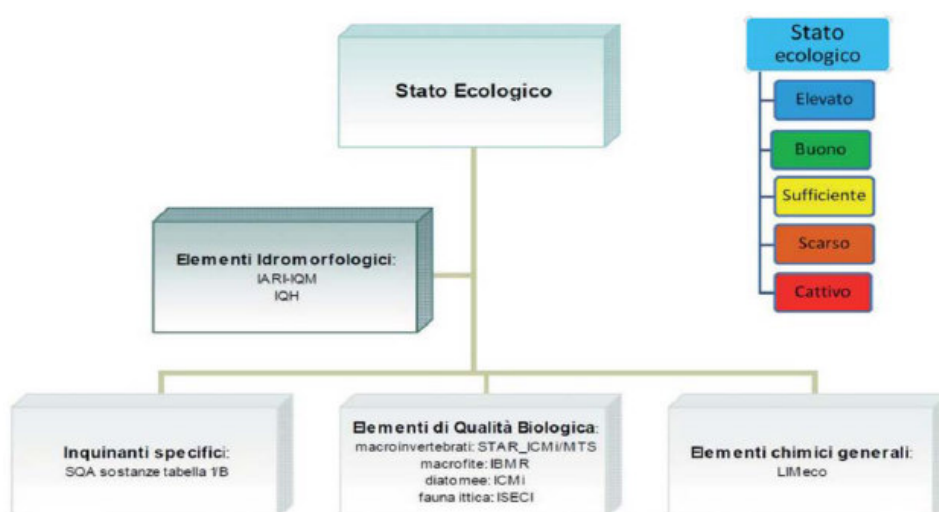 Stato Ecologico
Elementi Idromorfologici:
IARI-IQM
IQH
Inquinanti specifici:
SQA sostanze tabella 1/B
Elementi di Qualità Biologica:
macroinvertebrati: STAR_ICMi/MTS
macrofite: IBMR
diatomee: ICMi
fauna ittica: ISECI
Elementi chimici generali:
LIMeco
Stato
ecologico
Elevato
Buono
Sufficiente
Scarso
Cattivo